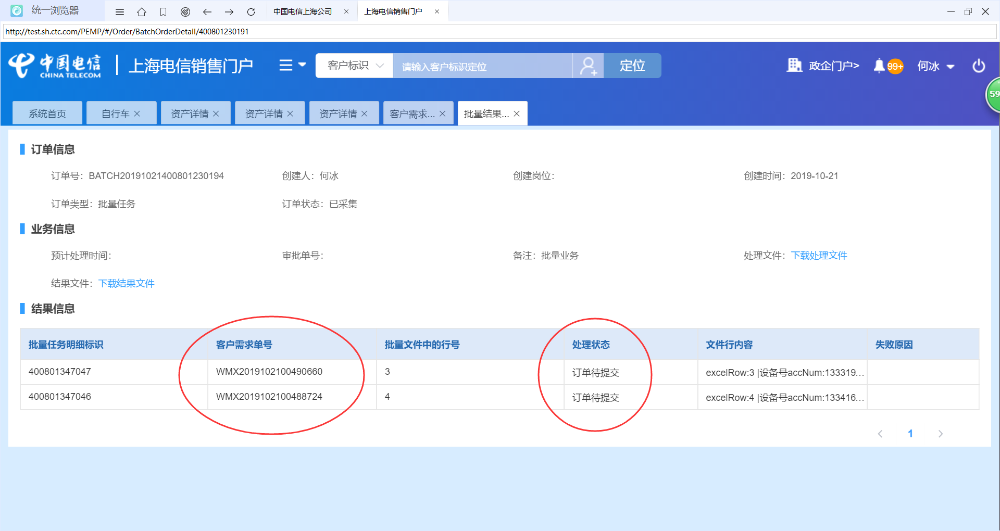 统一浏览器
中国电信上海公司
上海电信销售门户
http://test.sh.ctc.com/PEMP/#/Order/BatchOrderDetail/400801230191
中国电信
CHINA TELECOM
上海电信销售门户
客户标识
请输入客户标识定位
定位
政企门户>
99+
何冰
59
系统首页
自行车
资产详情
资产详情
资产详情
客户需求...
批量结果...
订单信息
订单号: BATCH20191021400801230194
创建人: 何冰
创建岗位:
创建时间: 2019-10-21
订单类型: 批量任务
订单状态: 已采集
业务信息
预计处理时间:
审批单号:
备注: 批量业务
处理文件: 下载处理文件
结果文件: 下载结果文件
结果信息
批量任务明细标识 客户需求单号 批量文件中的行号 处理状态 文件行内容 失败原因
400801347047 WMX2019102100490660 3 订单待提交 excelRow:3 |设备号accNum:133319...
400801347046 WMX2019102100488724 4 订单待提交 excelRow:4 |设备号accNum:133416...
1